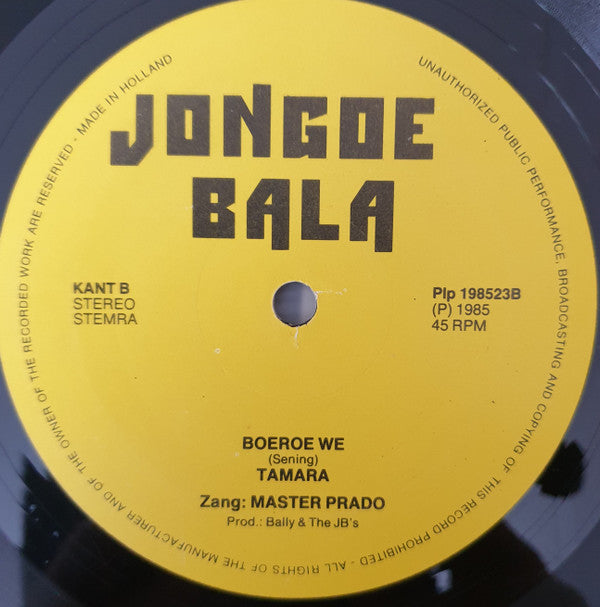 JONGOE
BALA
KANT B
STEREO
STEMRA
Plp 198523B
(P) 1985
45 RPM
BOEROE WE
(Sening)
TAMARA
Zang: MASTER PRADO
Prod.: Bally & The JB's
UNAUTHORIZED PUBLIC PERFORMANCE, BROADCASTING AND COPYING OF THIS RECORD PROHIBITED - ALL RIGHTS OF THE MANUFACTURER AND OF THE OWNER OF THE RECORDED WORK ARE RESERVED - MADE IN HOLLAND